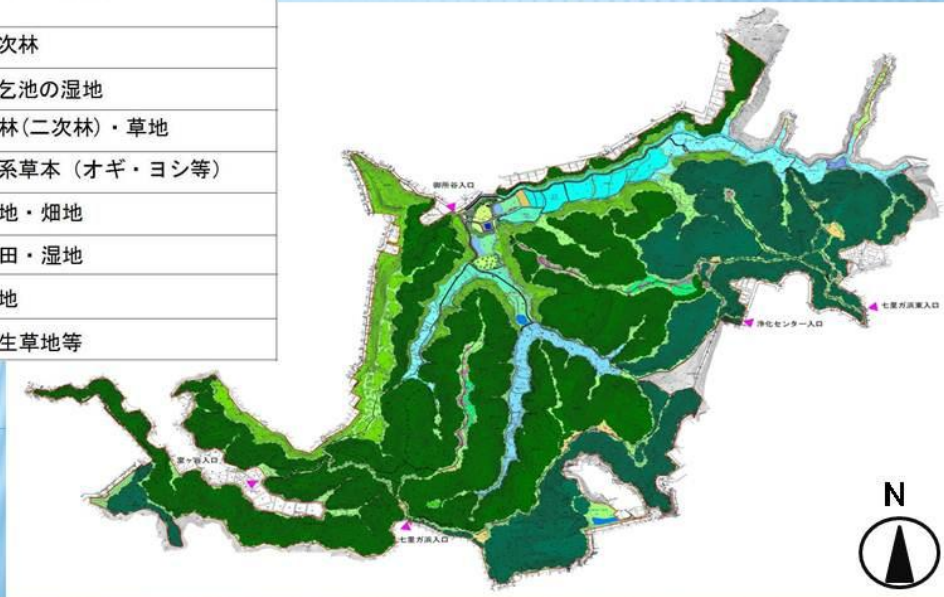 次林
乞池の湿地
林(二次林)・草地
系草本（オギ・ヨシ等）
地・畑地
田・湿地
地
生草地等
御所谷入口
七里ガ浜東入口
浄化センター入口
七里ガ浜入口
N